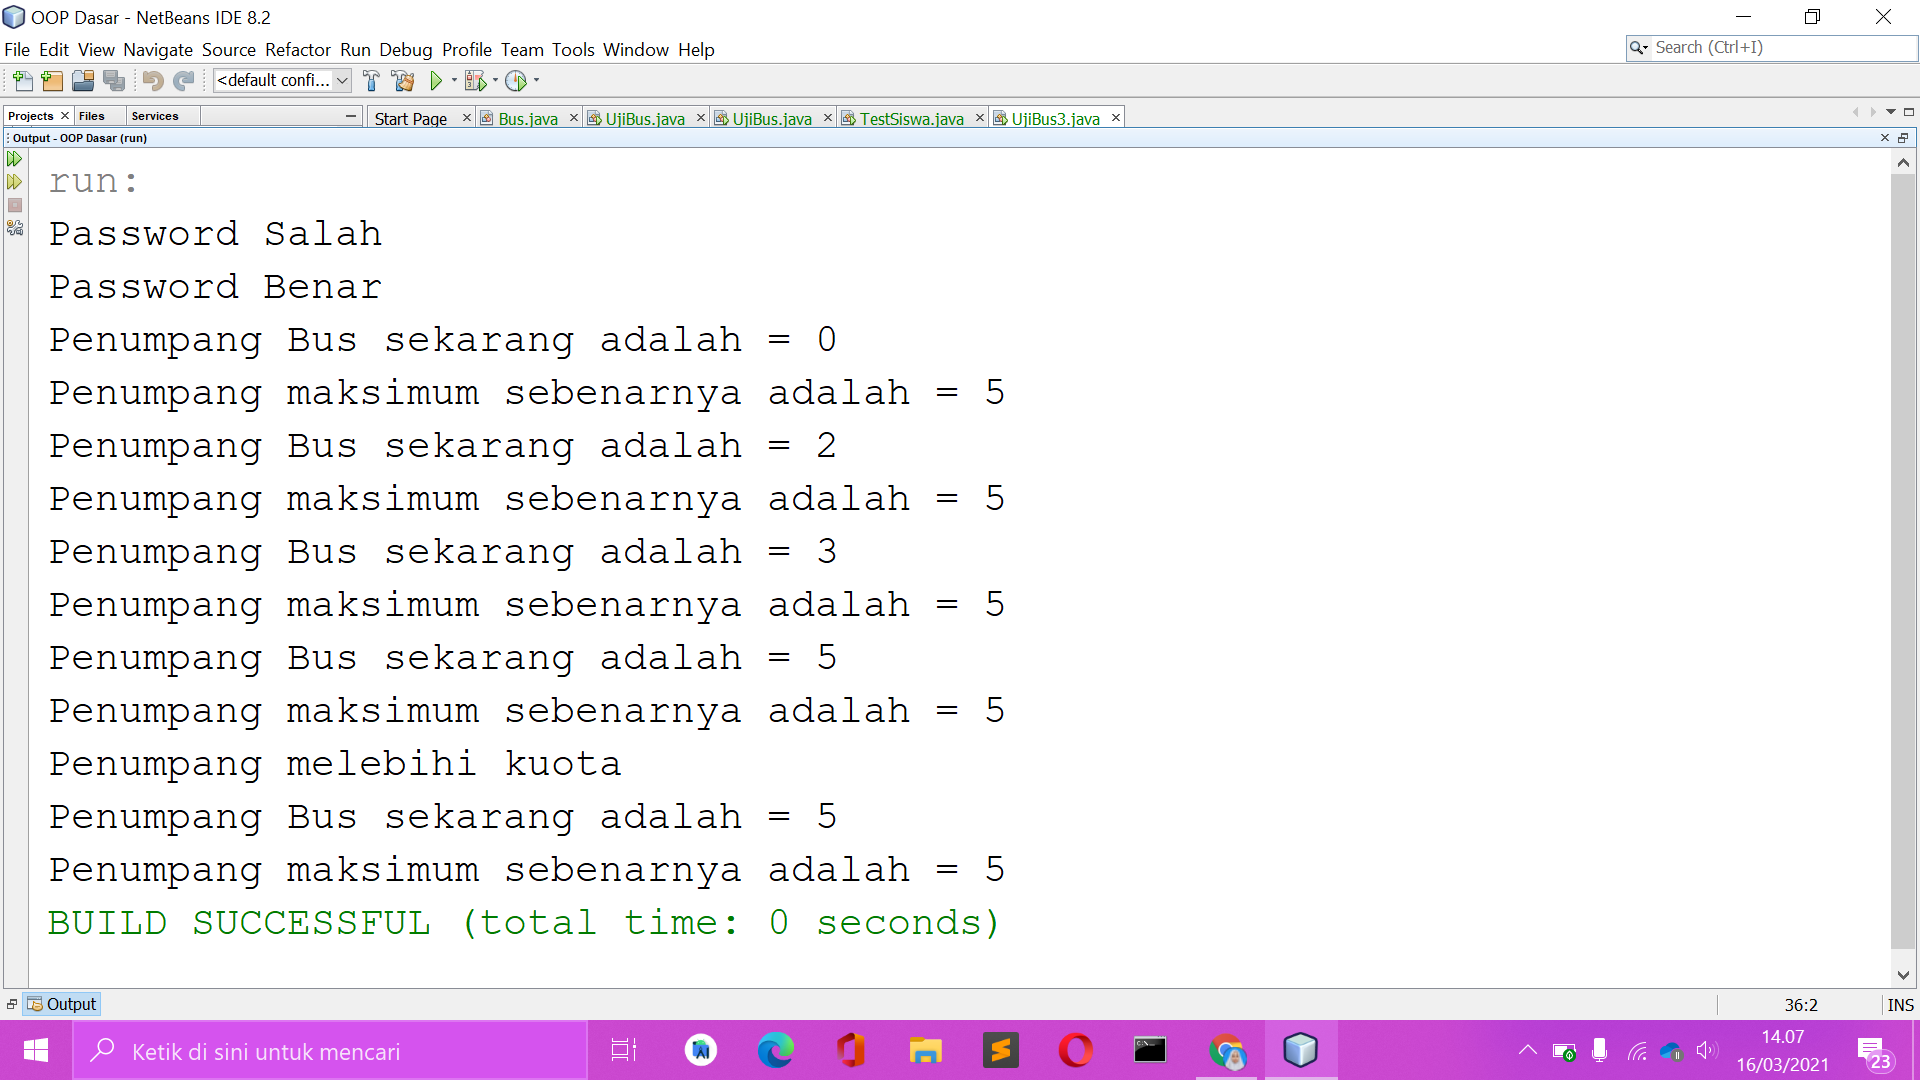 OOP Dasar - NetBeans IDE 8.2
File Edit View Navigate Source Refactor Run Debug Profile Team Tools Window Help
Search (Ctrl+I)
<default confi...
Projects Files Services
Start Page Bus.java UjiBus.java UjiBus.java TestSiswa.java UjiBus3.java
Output - OOP Dasar (run)
run:
Password Salah
Password Benar
Penumpang Bus sekarang adalah = 0
Penumpang maksimum sebenarnya adalah = 5
Penumpang Bus sekarang adalah = 2
Penumpang maksimum sebenarnya adalah = 5
Penumpang Bus sekarang adalah = 3
Penumpang maksimum sebenarnya adalah = 5
Penumpang Bus sekarang adalah = 5
Penumpang maksimum sebenarnya adalah = 5
Penumpang melebihi kuota
Penumpang Bus sekarang adalah = 5
Penumpang maksimum sebenarnya adalah = 5
BUILD SUCCESSFUL (total time: 0 seconds)
Output
36:2 INS
Ketik di sini untuk mencari
14.07
16/03/2021
23